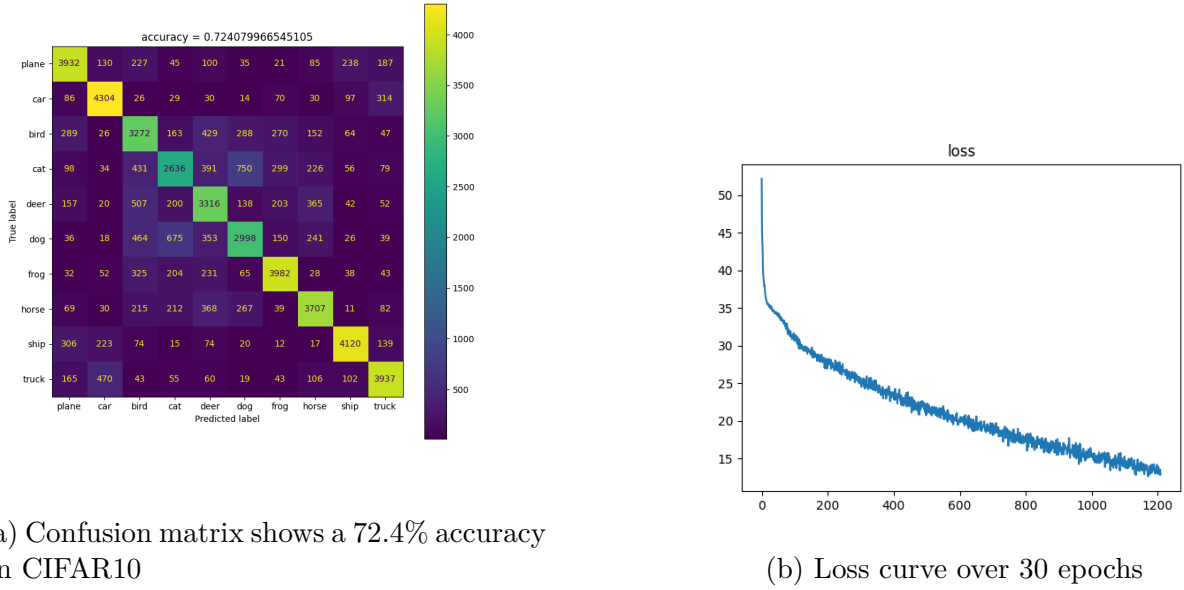 accuracy = 0.724079966545105
plane 3932 130 227 45 100 35 21 85 238 187
car 86 4304 26 29 30 14 70 30 97 314
bird 289 26 3272 163 429 288 270 152 64 47
cat 98 34 431 2636 391 750 299 226 56 79
deer 157 20 507 200 3316 138 203 365 42 52
dog 36 18 464 675 353 2998 150 241 26 39
frog 32 52 325 204 231 65 3982 28 38 43
horse 69 30 215 212 368 267 39 3707 11 82
ship 306 223 74 15 74 20 12 17 4120 139
truck 165 470 43 55 60 19 43 106 102 3937
plane car bird cat deer dog frog horse ship truck
Predicted label
True label
4000
3500
3000
2500
2000
1500
1000
500
a) Confusion matrix shows a 72.4% accuracy
n CIFAR10
loss
50
45
40
35
30
25
20
15
0 200 400 600 800 1000 1200
(b) Loss curve over 30 epochs